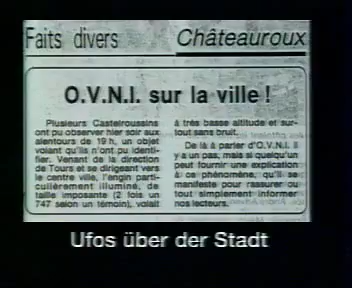 Faits divers
Châteauroux
O.V.N.I. sur la ville !
Plusieurs Castelroussins
ont pu observer hier soir aux
alentours de 19 h, un objet
volant qu'ils n'ont pu identi-
fier. Venant de la direction
de Tours et se dirigeant vers
le centre ville, l'engin parti-
culièrement illuminé, de
taille imposante (2 fois un
747 selon un témoin), volait
à très basse altitude et sur-
tout sans bruit.
De là à parler d'O.V.N.I. il
y a un pas, mais si quelqu'un
peut fournir une explication
à ce phénomène, qu'il se
manifeste pour rassurer ou
tout simplement informer
nos lecteurs.
Ufos über der Stadt